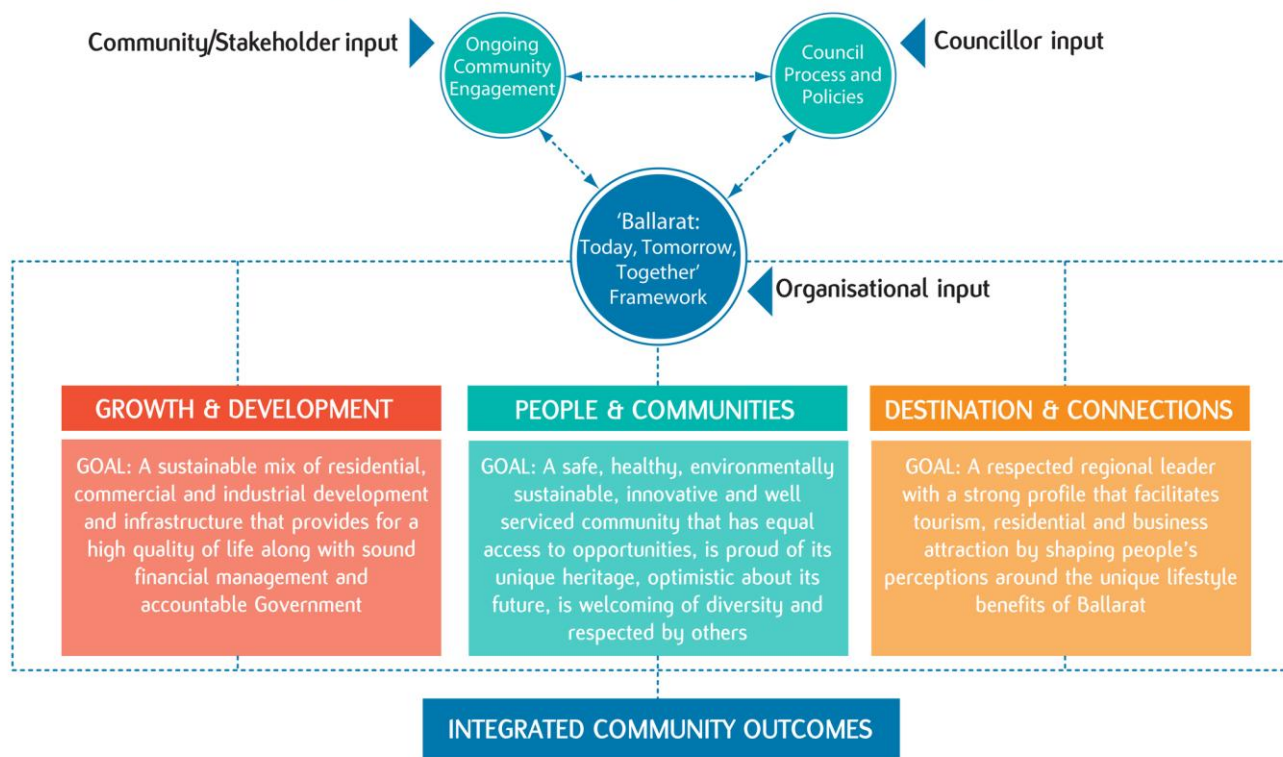 Community/Stakeholder input
Ongoing
Community
Engagement
Council
Process and
Policies
Councillor input
'Ballarat:
Today, Tomorrow,
Together'
Framework
Organisational input
GROWTH & DEVELOPMENT
GOAL: A sustainable mix of residential,
commercial and industrial development
and infrastructure that provides for a
high quality of life along with sound
financial management and
accountable Government
PEOPLE & COMMUNITIES
GOAL: A safe, healthy, environmentally
sustainable, innovative and well
serviced community that has equal
access to opportunities, is proud of its
unique heritage, optimistic about its
future, is welcoming of diversity and
respected by others
DESTINATION & CONNECTIONS
GOAL: A respected regional leader
with a strong profile that facilitates
tourism, residential and business
attraction by shaping people's
perceptions around the unique lifestyle
benefits of Ballarat
INTEGRATED COMMUNITY OUTCOMES